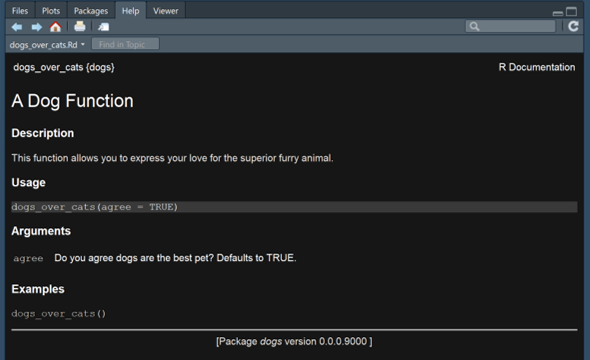 Files Plots Packages Help Viewer
dogs_over_cats.Rd Find in Topic
dogs_over_cats {dogs} R Documentation
A Dog Function
Description
This function allows you to express your love for the superior furry animal.
Usage
dogs_over_cats(agree = TRUE)
Arguments
agree Do you agree dogs are the best pet? Defaults to TRUE.
Examples
dogs_over_cats()
[Package dogs version 0.0.0.9000 ]